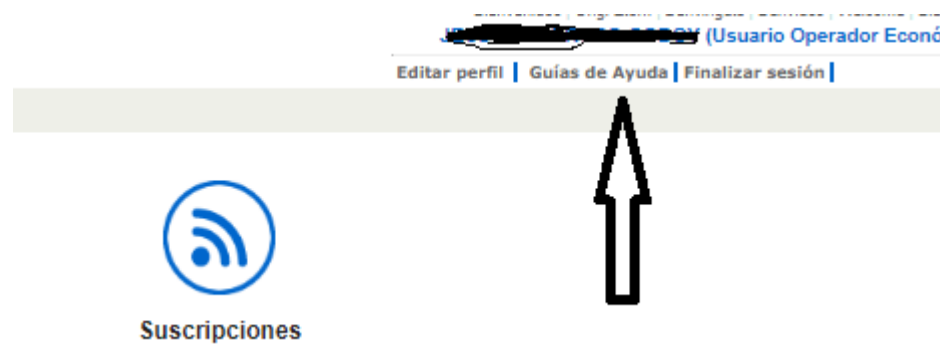 (Usuario Operador Econó
Editar perfil | Guías de Ayuda | Finalizar sesión |
Suscripciones